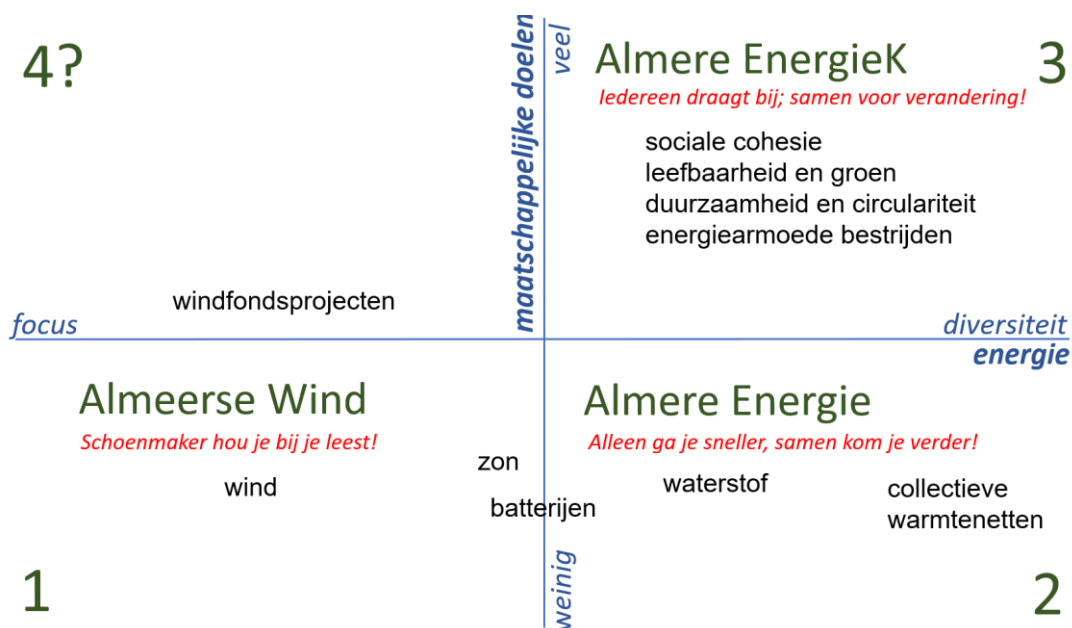 4?
maatschappelijke doelen
veel
Almere EnergieK
3
Iedereen draagt bij; samen voor verandering!
sociale cohesie
leefbaarheid en groen
duurzaamheid en circulariteit
energiearmoede bestrijden
windfondsprojecten
focus
diversiteit
energie
Almeerse Wind
Schoenmaker hou je bij je leest!
Almere Energie
Alleen ga je sneller, samen kom je verder!
zon
wind
batterijen
waterstof
collectieve
warmtenetten
1
weinig
2